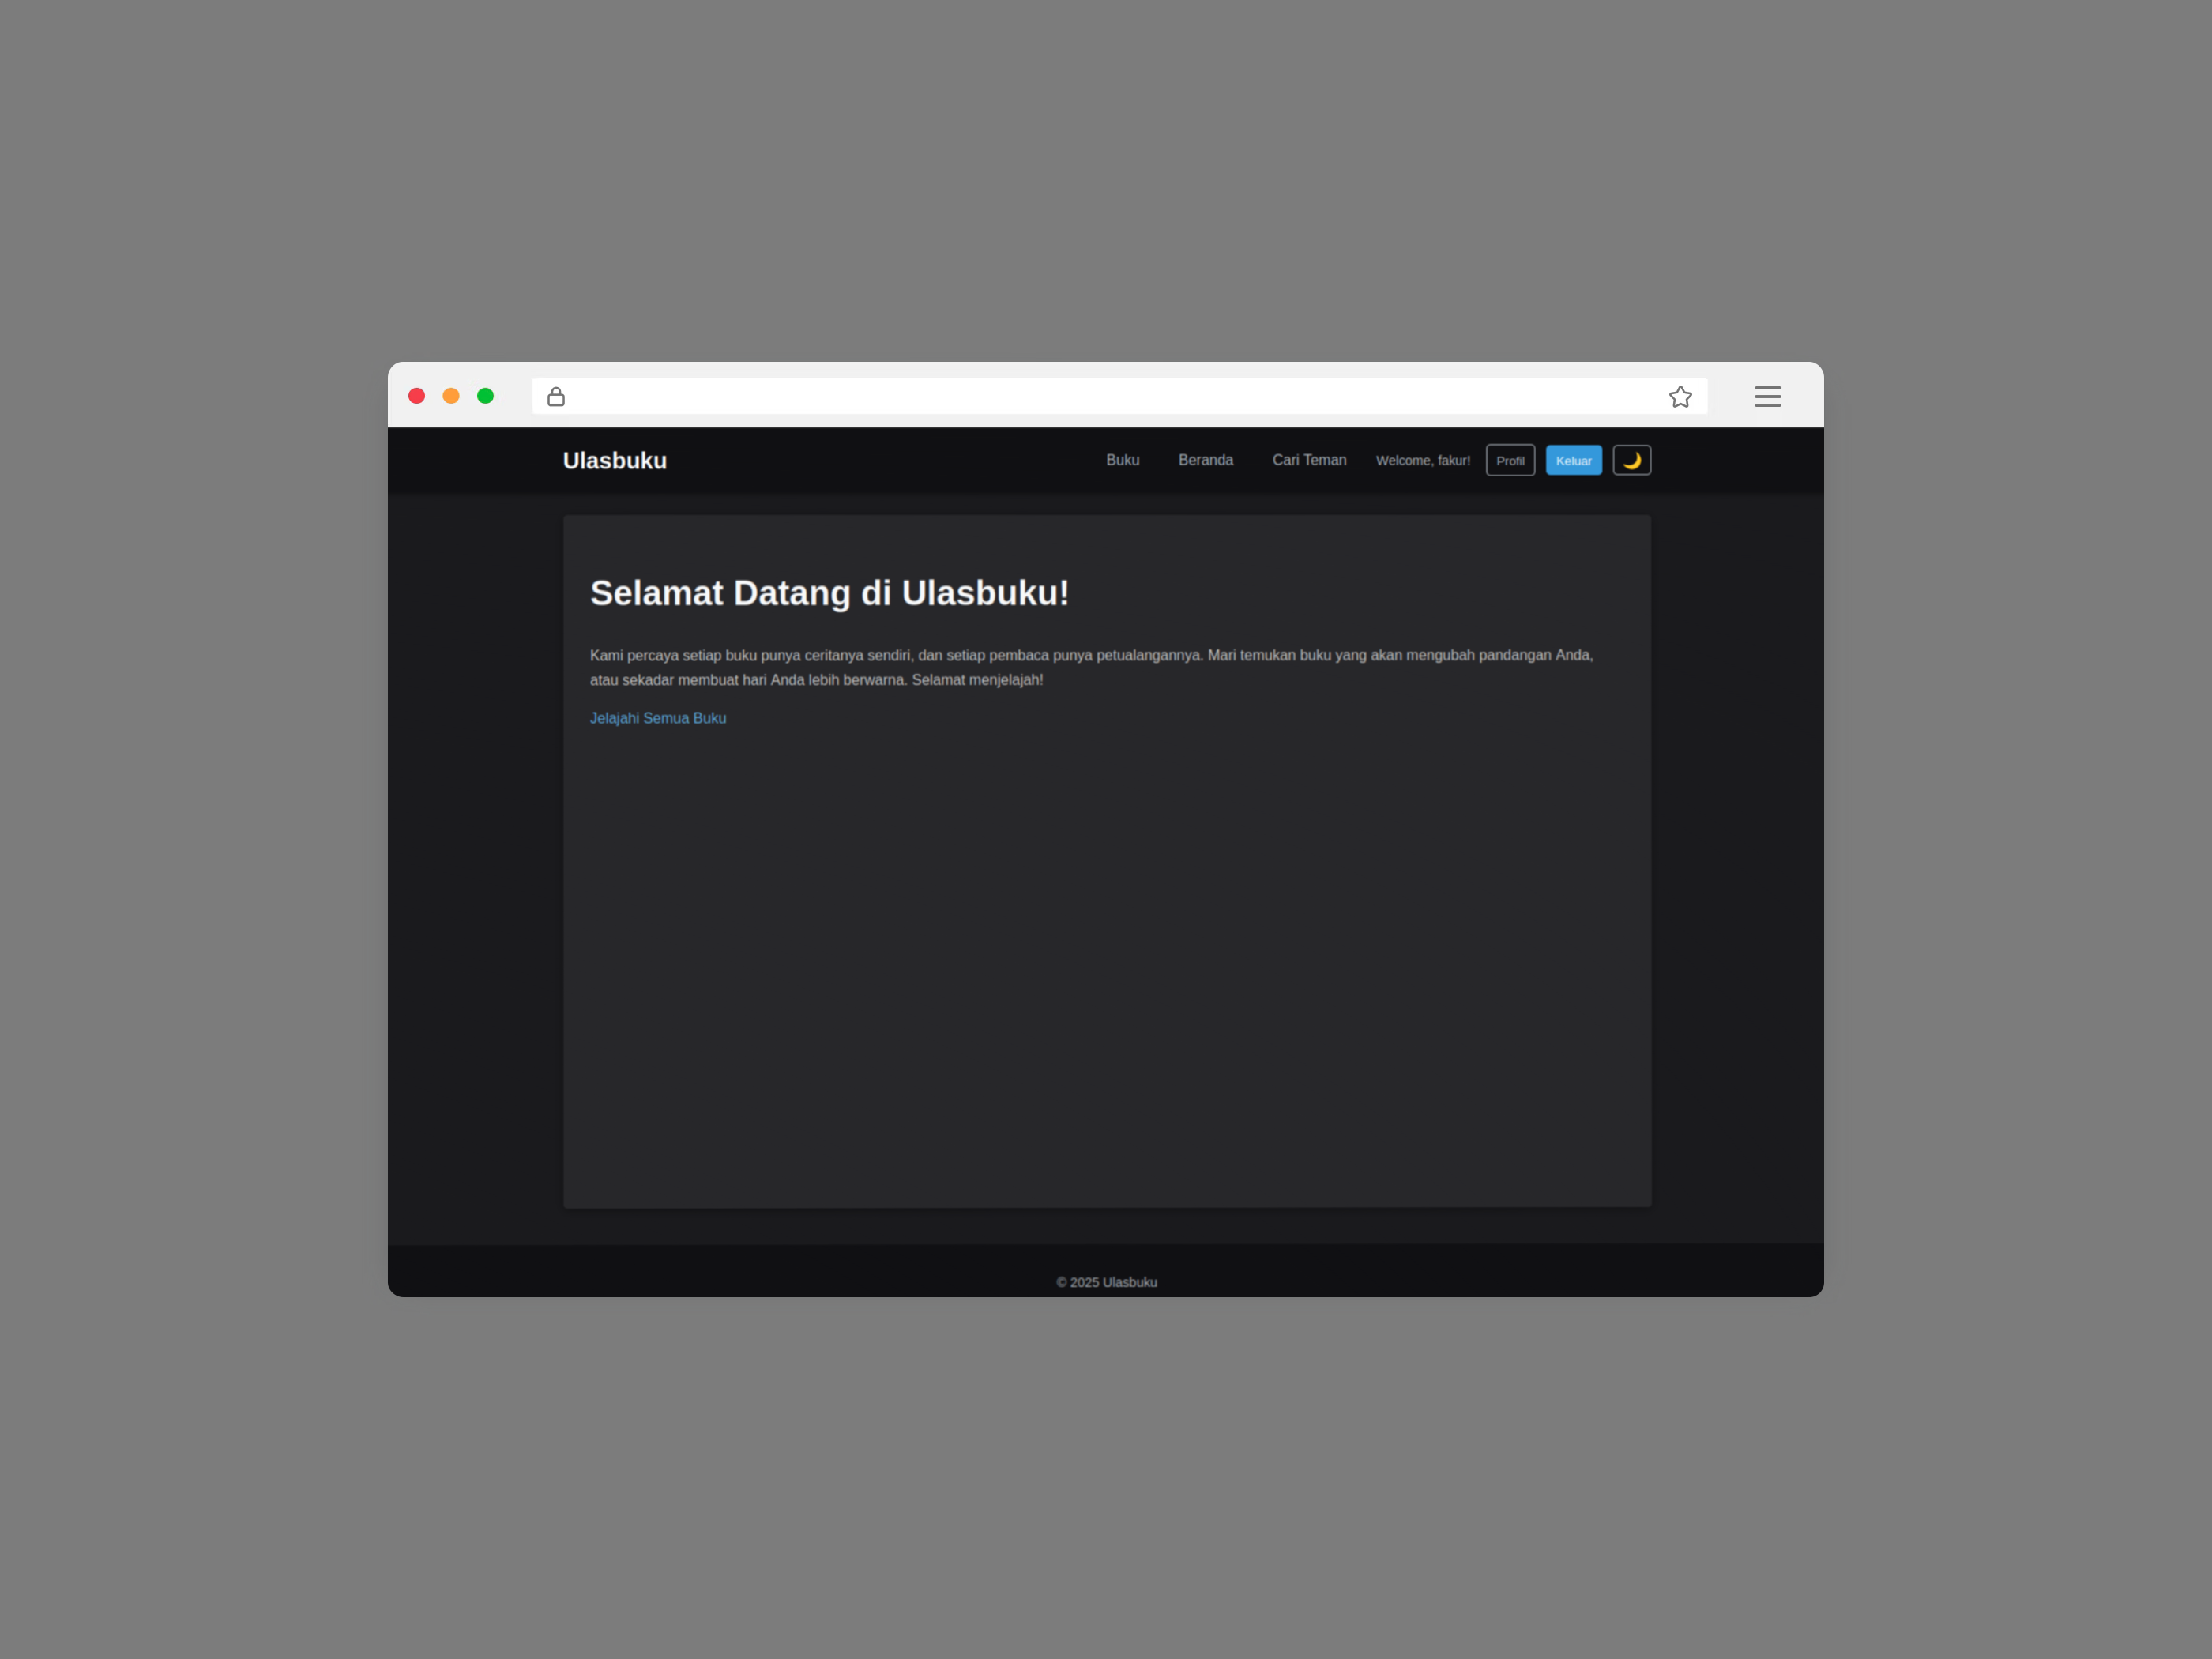 Ulasbuku
Buku Beranda Cari Teman Welcome, fakur! Profil Keluar
Selamat Datang di Ulasbuku!
Kami percaya setiap buku punya ceritanya sendiri, dan setiap pembaca punya petualangannya. Mari temukan buku yang akan mengubah pandangan Anda,
atau sekadar membuat hari Anda lebih berwarna. Selamat menjelajah!
Jelajahi Semua Buku
© 2025 Ulasbuku